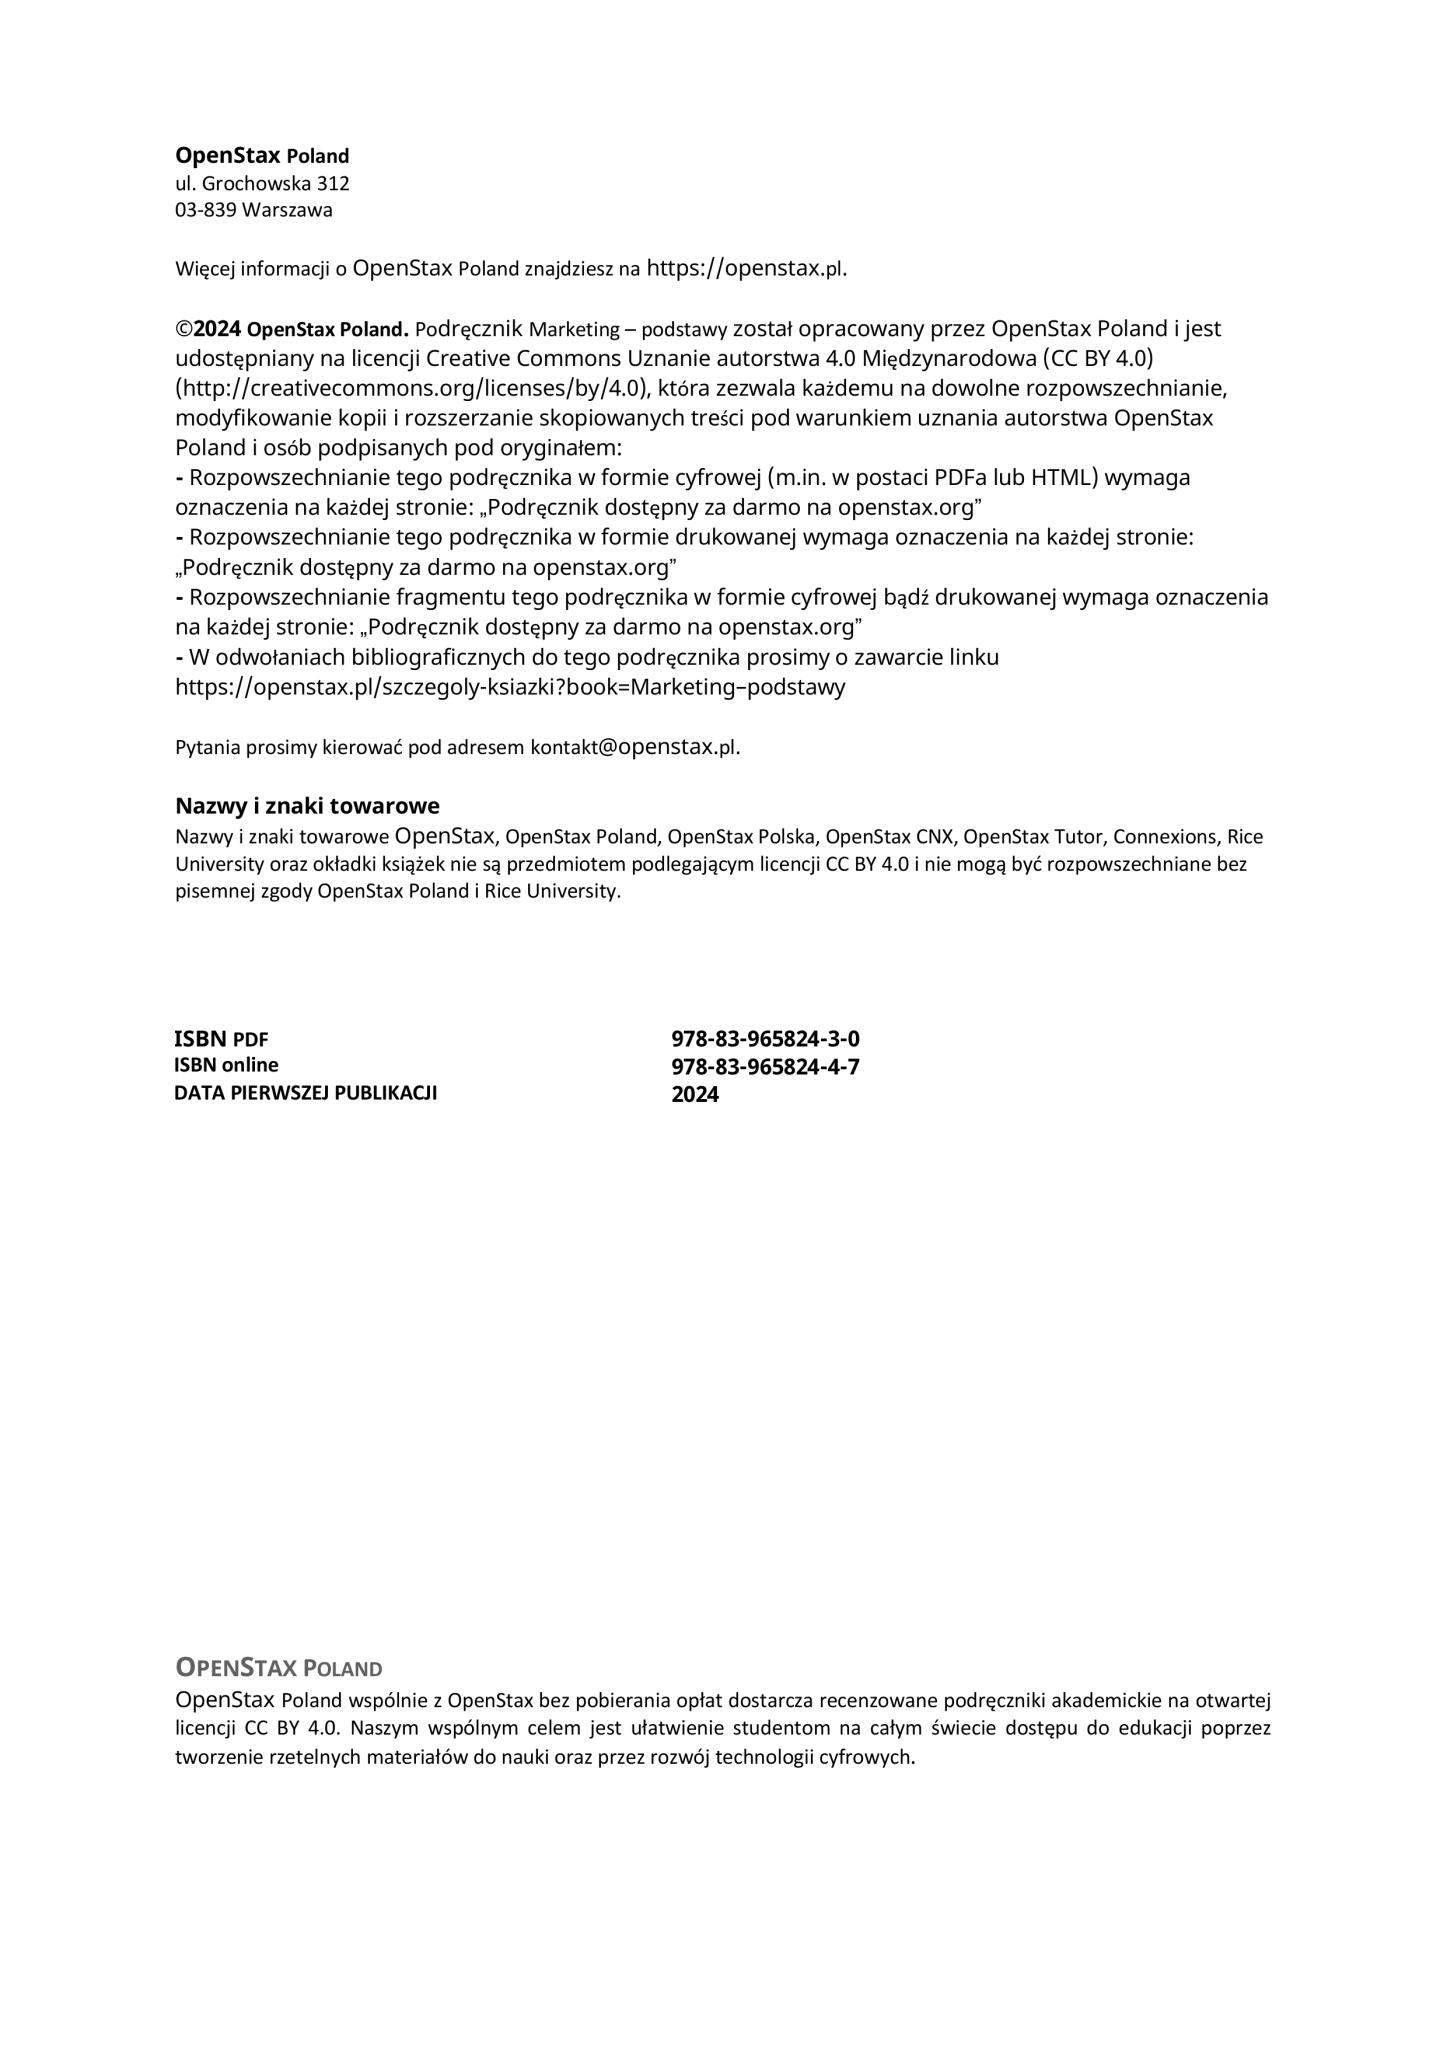 OpenStax Poland
ul. Grochowska 312
03-839 Warszawa
Więcej informacji o OpenStax Poland znajdziesz na https://openstax.pl.
©2024 OpenStax Poland. Podręcznik Marketing – podstawy został opracowany przez OpenStax Poland i jest
udostępniany na licencji Creative Commons Uznanie autorstwa 4.0 Międzynarodowa (CC BY 4.0)
(http://creativecommons.org/licenses/by/4.0), która zezwala każdemu na dowolne rozpowszechnianie,
modyfikowanie kopii i rozszerzanie skopiowanych treści pod warunkiem uznania autorstwa OpenStax
Poland i osób podpisanych pod oryginałem:
- Rozpowszechnianie tego podręcznika w formie cyfrowej (m.in. w postaci PDFa lub HTML) wymaga
oznaczenia na każdej stronie: „Podręcznik dostępny za darmo na openstax.org”
- Rozpowszechnianie tego podręcznika w formie drukowanej wymaga oznaczenia na każdej stronie:
„Podręcznik dostępny za darmo na openstax.org”
- Rozpowszechnianie fragmentu tego podręcznika w formie cyfrowej bądź drukowanej wymaga oznaczenia
na każdej stronie: „Podręcznik dostępny za darmo na openstax.org”
- W odwołaniach bibliograficznych do tego podręcznika prosimy o zawarcie linku
https://openstax.pl/szczegoly-ksiazki?book=Marketing–podstawy
Pytania prosimy kierować pod adresem kontakt@openstax.pl.
Nazwy i znaki towarowe
Nazwy i znaki towarowe OpenStax, OpenStax Poland, OpenStax Polska, OpenStax CNX, OpenStax Tutor, Connexions, Rice
University oraz okładki książek nie są przedmiotem podlegającym licencji CC BY 4.0 i nie mogą być rozpowszechniane bez
pisemnej zgody OpenStax Poland i Rice University.
ISBN PDF 978-83-965824-3-0
ISBN online 978-83-965824-4-7
DATA PIERWSZEJ PUBLIKACJI 2024
OPENSTAX POLAND
OpenStax Poland wspólnie z OpenStax bez pobierania opłat dostarcza recenzowane podręczniki akademickie na otwartej
licencji CC BY 4.0. Naszym wspólnym celem jest ułatwienie studentom na całym świecie dostępu do edukacji poprzez
tworzenie rzetelnych materiałów do nauki oraz przez rozwój technologii cyfrowych.